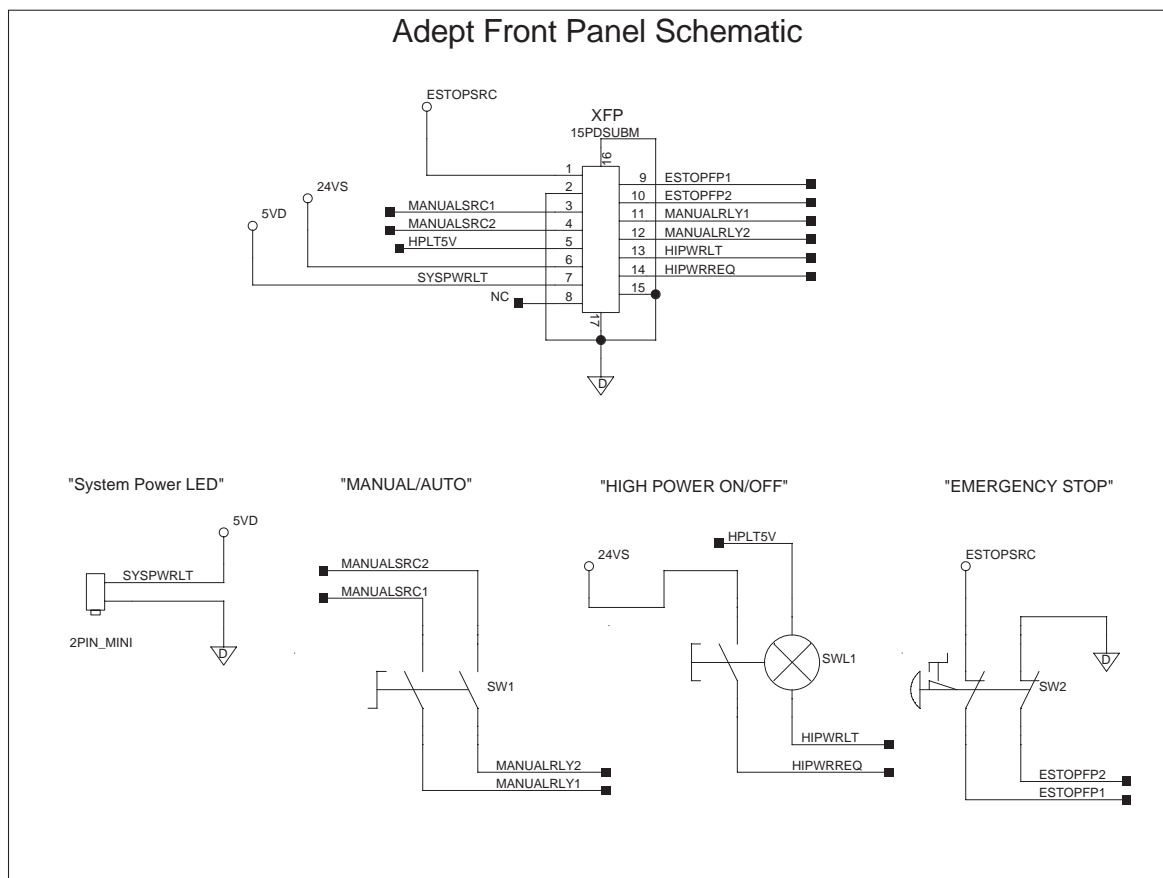 Adept Front Panel Schematic
ESTOPSRC
XFP
15PDSUBM
16
24VS
5VD
1
2
3
4
5
6
7
8
MANUALSRC1
MANUALSRC2
HPLT5V
SYSPWRLT
NC
9 ESTOPFP1
10 ESTOPFP2
11 MANUALRLY1
12 MANUALRLY2
13 HIPWRLT
14 HIPWRREQ
15
17
D
"System Power LED"
5VD
SYSPWRLT
2PIN_MINI
D
"MANUAL/AUTO"
MANUALSRC2
MANUALSRC1
SW1
MANUALRLY2
MANUALRLY1
"HIGH POWER ON/OFF"
HPLT5V
24VS
SWL1
HIPWRLT
HIPWRREQ
"EMERGENCY STOP"
ESTOPSRC
D
SW2
ESTOPFP2
ESTOPFP1